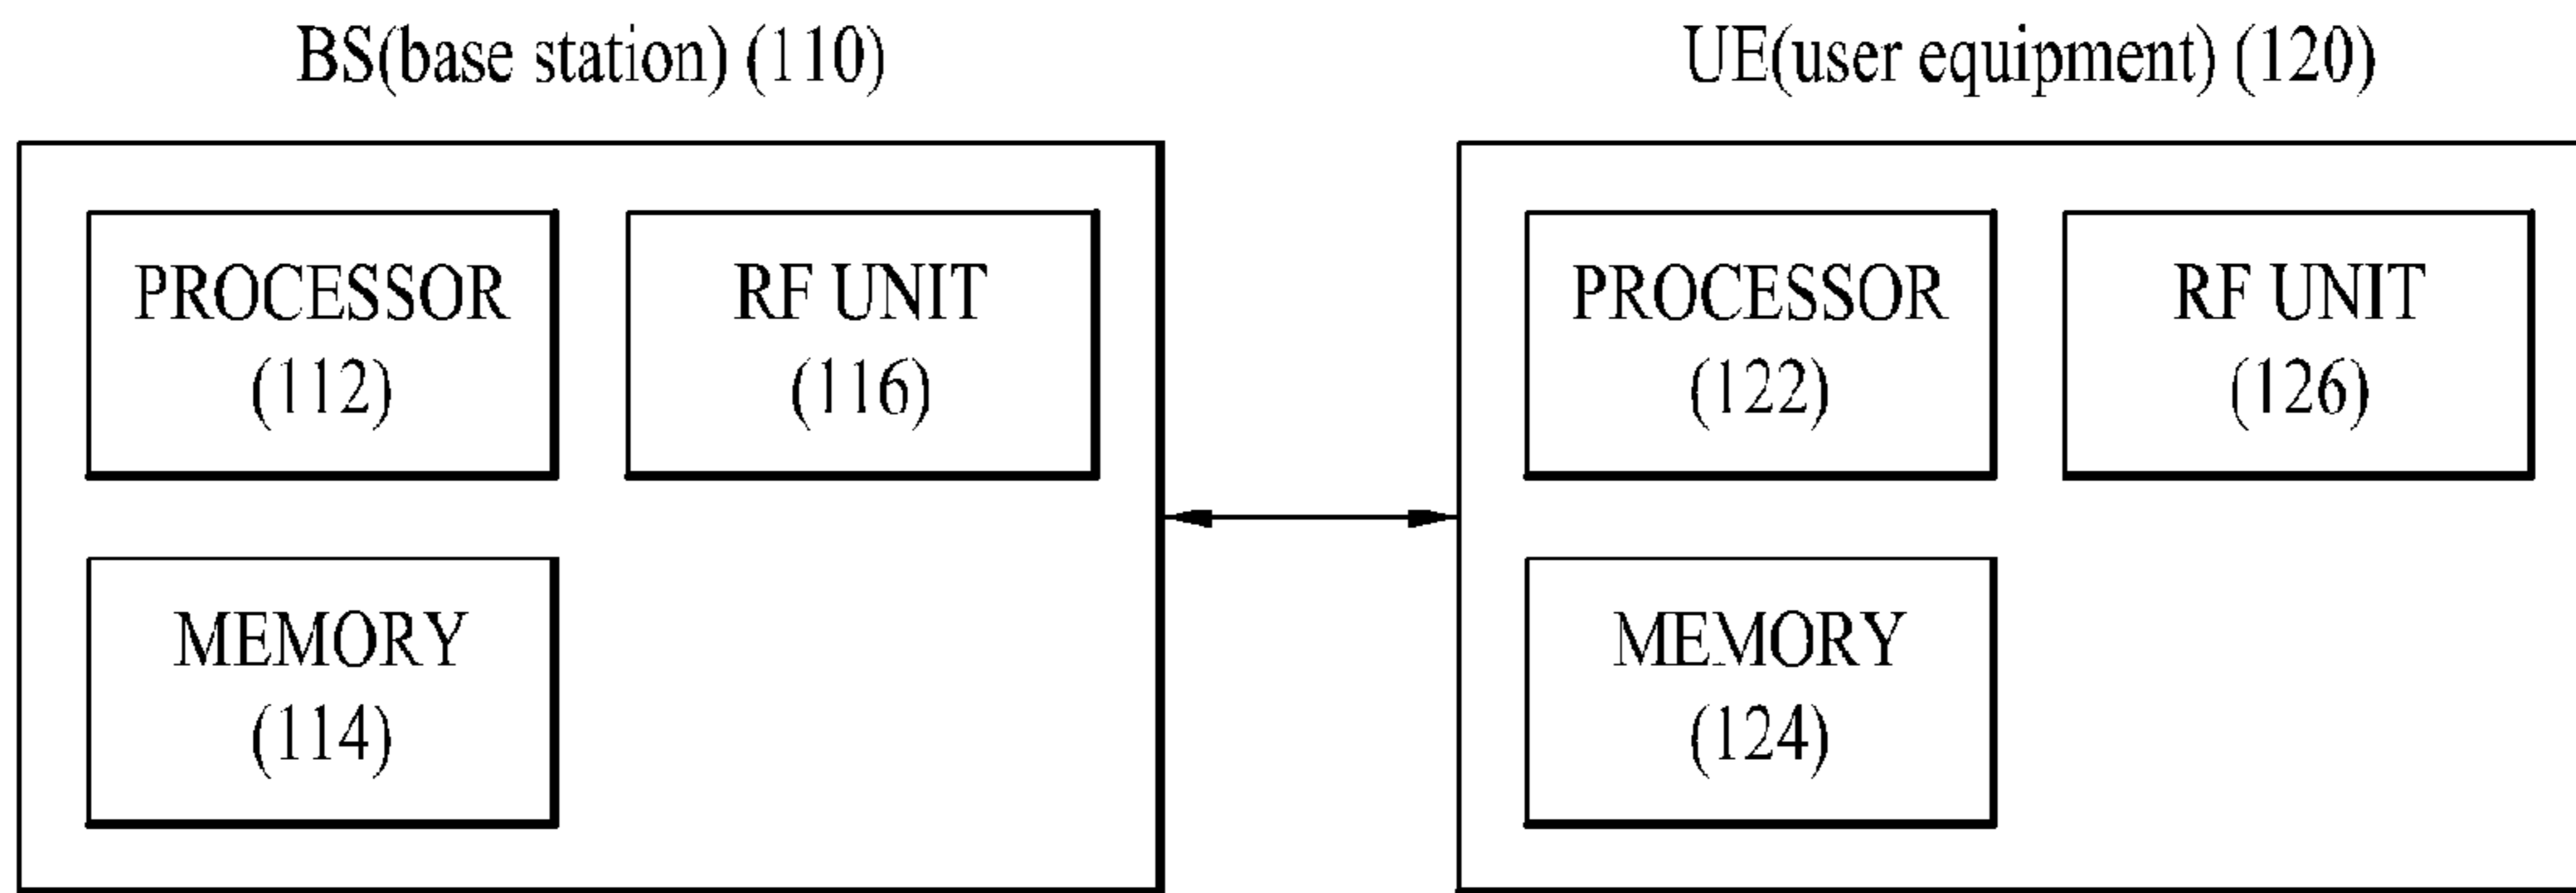 BS(base station) (110)
UE(user equipment) (120)
PROCESSOR
(112)
RF UNIT
(116)
MEMORY
(114)
PROCESSOR
(122)
RF UNIT
(126)
MEMORY
(124)